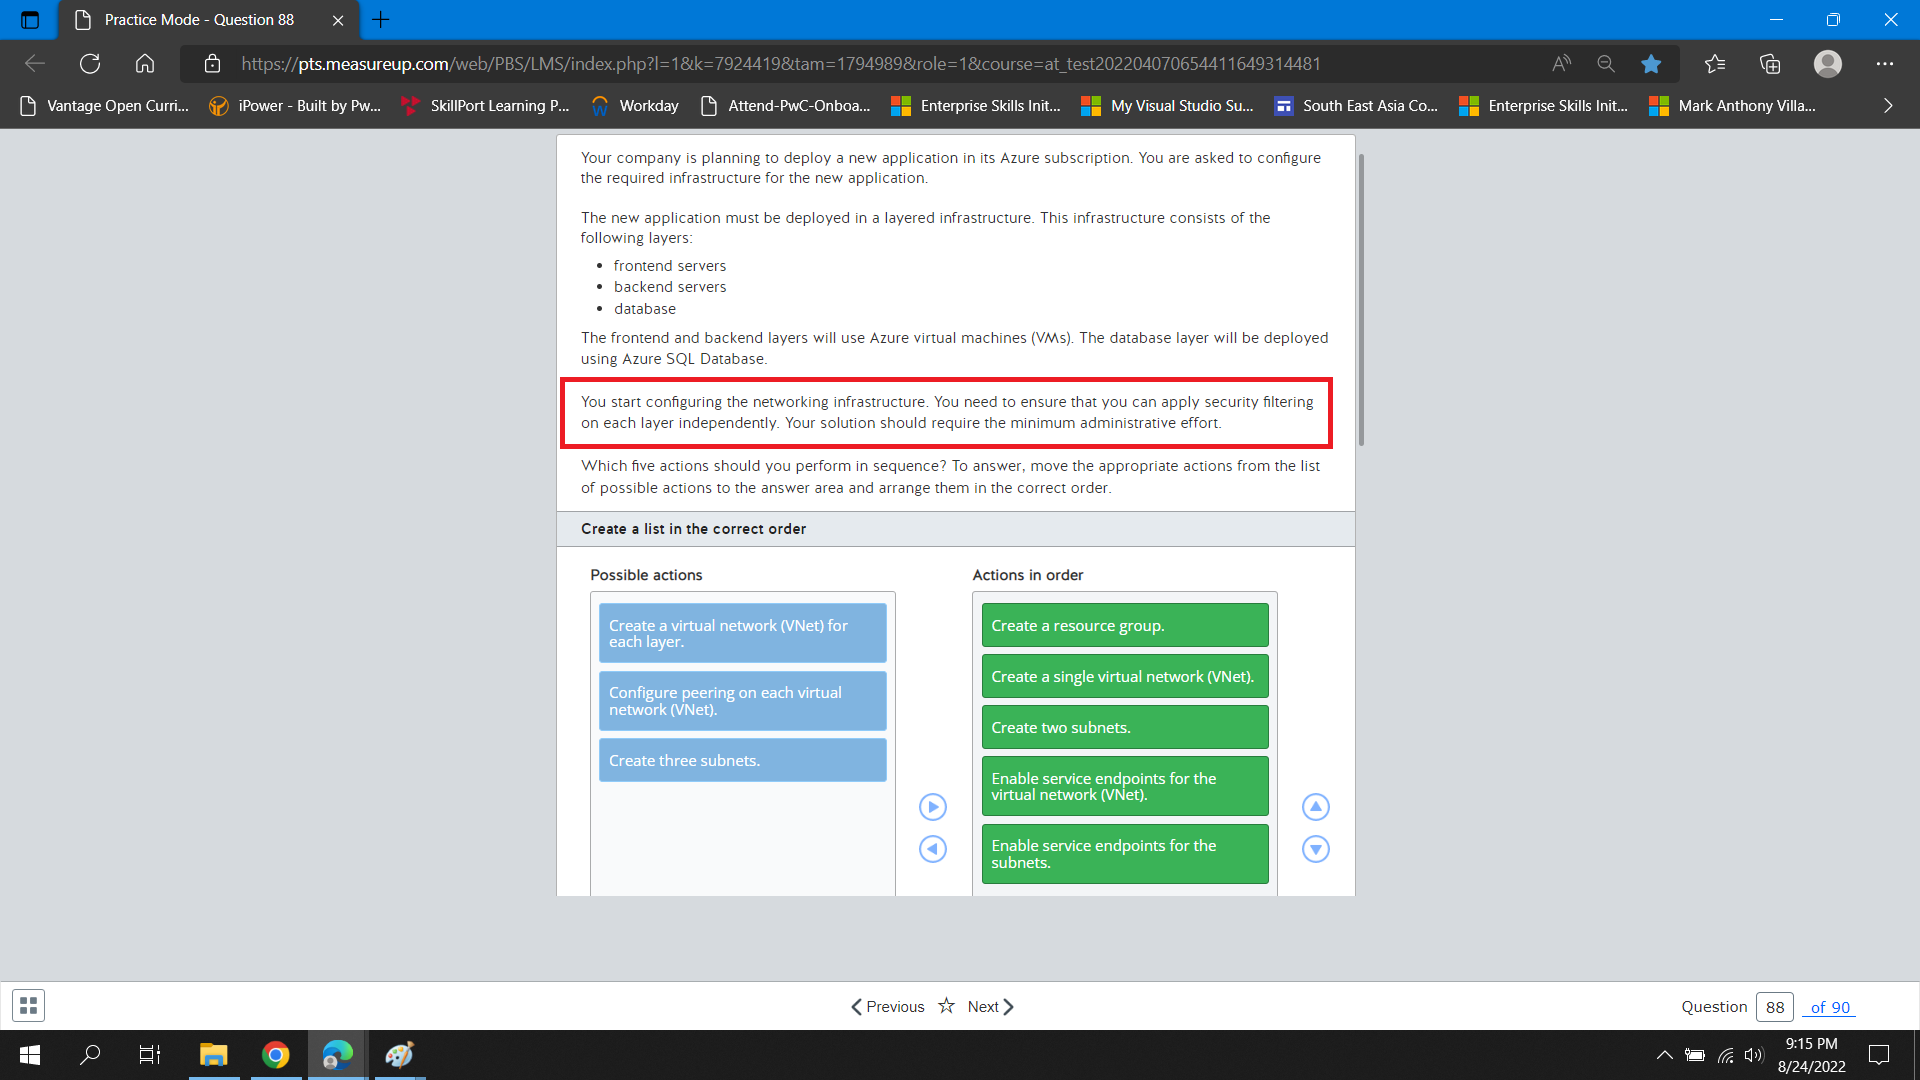 Practice Mode - Question 88
https://pts.measureup.com/web/PBS/LMS/index.php?l=1&k=7924419&tam=1794989&role=1&course=at_test202204070654411649314481
Vantage Open Curri...
iPower - Built by Pw...
SkillPort Learning P...
Workday
Attend-PwC-Onboa...
Enterprise Skills Init...
My Visual Studio Su...
South East Asia Co...
Enterprise Skills Init...
Mark Anthony Villa...
Your company is planning to deploy a new application in its Azure subscription. You are asked to configure
the required infrastructure for the new application.
The new application must be deployed in a layered infrastructure. This infrastructure consists of the
following layers:
• frontend servers
• backend servers
• database
The frontend and backend layers will use Azure virtual machines (VMs). The database layer will be deployed
using Azure SQL Database.
You start configuring the networking infrastructure. You need to ensure that you can apply security filtering
on each layer independently. Your solution should require the minimum administrative effort.
Which five actions should you perform in sequence? To answer, move the appropriate actions from the list
of possible actions to the answer area and arrange them in the correct order.
Create a list in the correct order
Possible actions
Create a virtual network (VNet) for
each layer.
Configure peering on each virtual
network (VNet).
Create three subnets.
Actions in order
Create a resource group.
Create a single virtual network (VNet).
Create two subnets.
Enable service endpoints for the
virtual network (VNet).
Enable service endpoints for the
subnets.
Previous
Next
Question 88 of 90
9:15 PM
8/24/2022